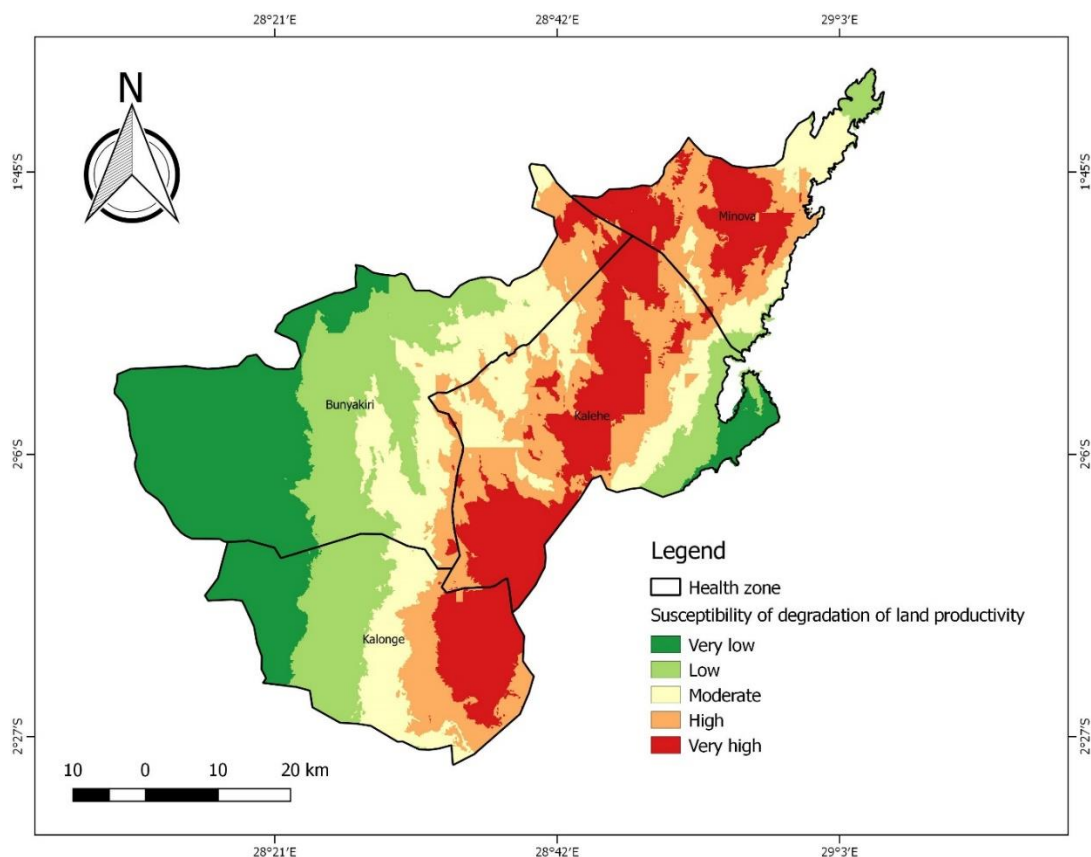 28°21'E 28°42'E 29°3'E
N
1°45'S 1°45'S
Minova
Bunyakiri
Kalehe
2°6'S 2°6'S
Legend
Health zone
Susceptibility of degradation of land productivity
Kalonge
Very low
Low
Moderate
High
Very high
2°27'S 2°27'S
10 0 10 20 km
28°21'E 28°42'E 29°3'E